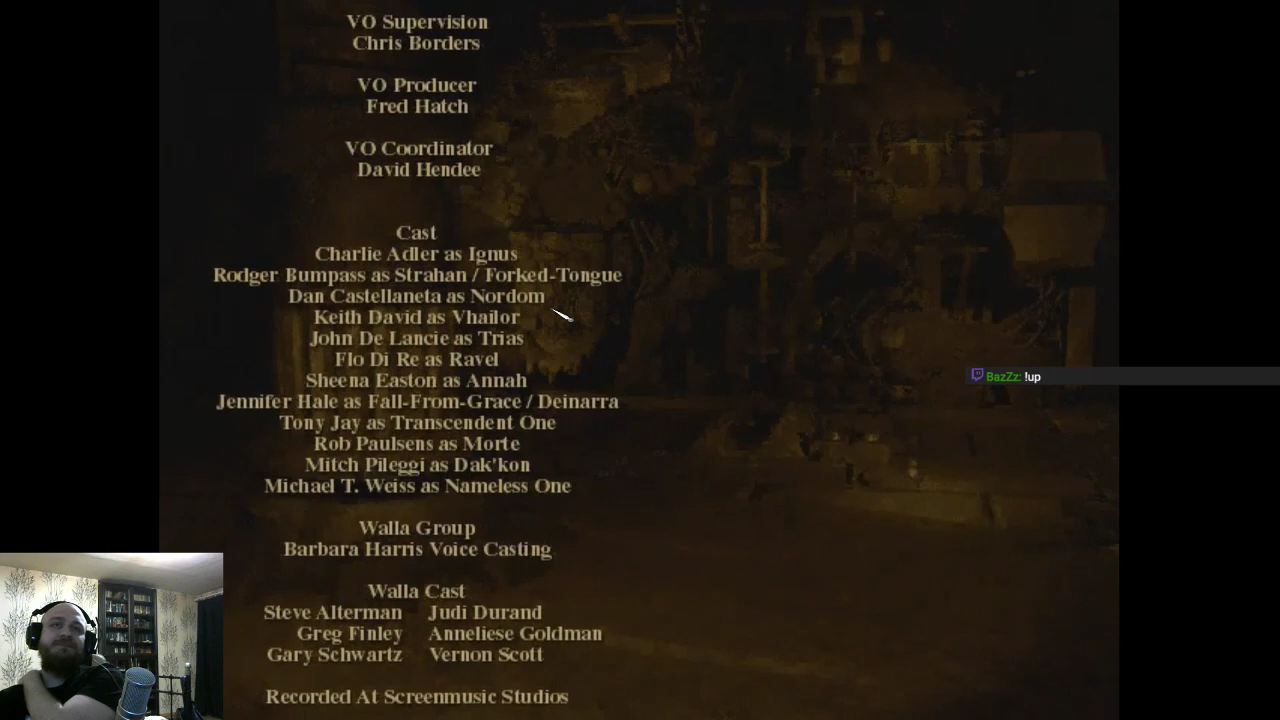 VO Supervision
Chris Borders
VO Producer
Fred Hatch
VO Coordinator
David Hendee
Cast
Charlie Adler as Ignus
Rodger Bumpass as Strahan / Forked-Tongue
Dan Castellaneta as Nordom
Keith David as Vhailor
John De Lancie as Trias
Flo Di Re as Ravel
Sheena Easton as Annah
Jennifer Hale as Fall-From-Grace / Deinarra
Tony Jay as Transcendent One
Rob Paulsens as Morte
Mitch Pileggi as Dak'kon
Michael T. Weiss as Nameless One
Walla Group
Barbara Harris Voice Casting
Walla Cast
Steve Alterman Judi Durand
Greg Finley Anneliese Goldman
Gary Schwartz Vernon Scott
Recorded At Screenmusic Studios
BazZz: !up